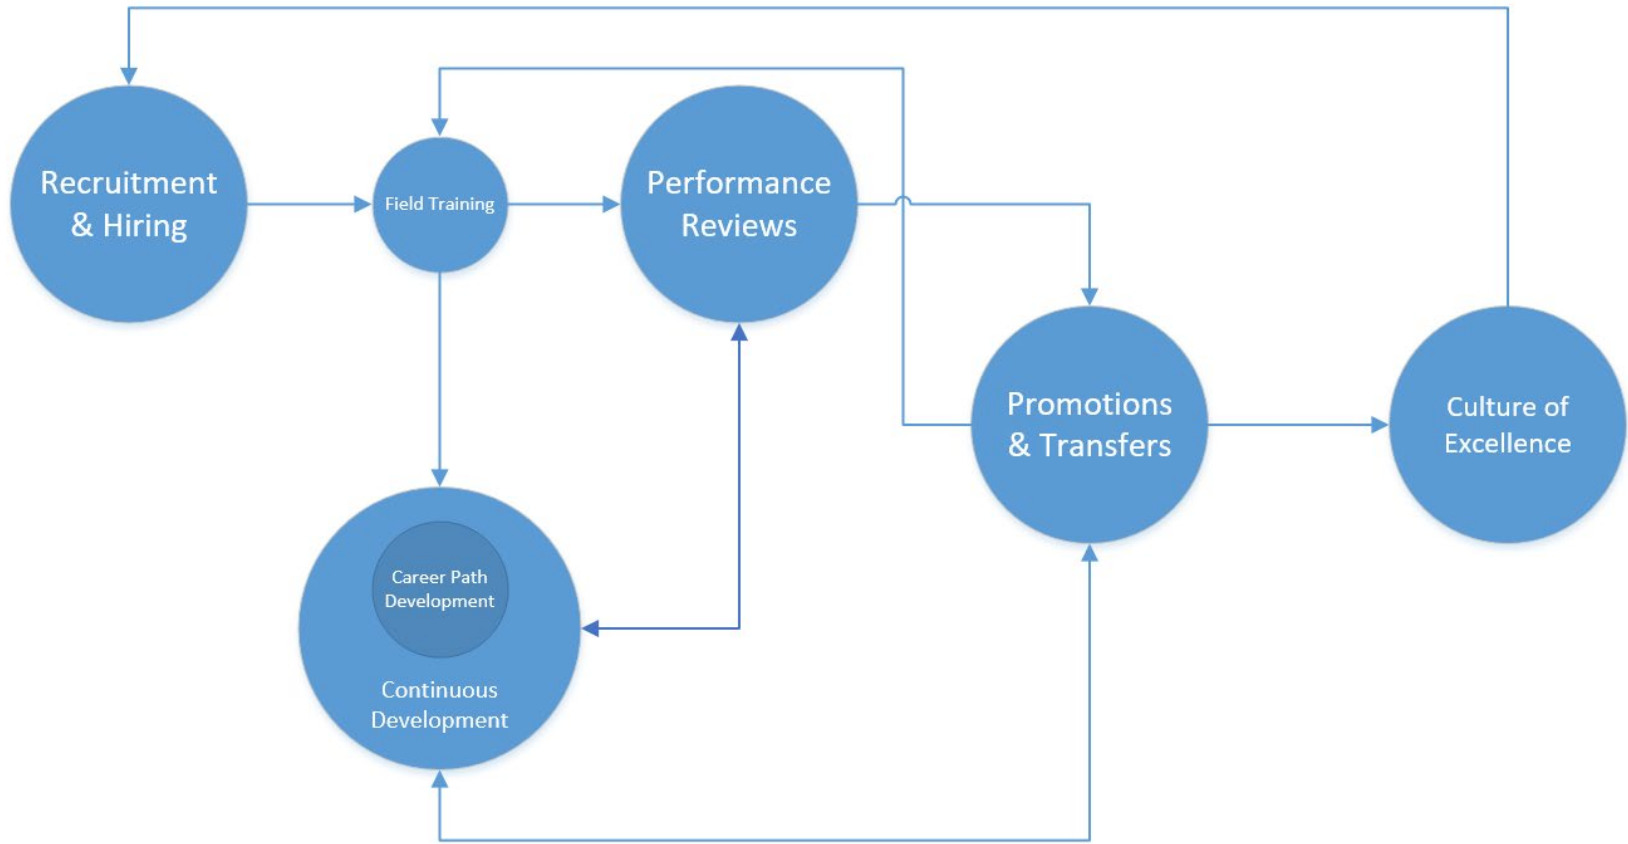 Recruitment
& Hiring
Field Training
Performance
Reviews
Promotions
& Transfers
Culture of
Excellence
Career Path
Development
Continuous
Development